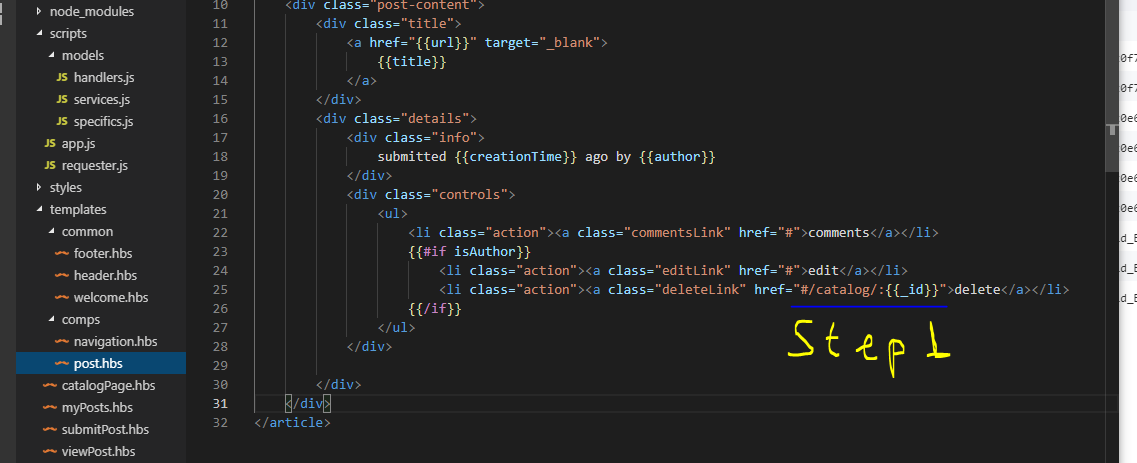 node_modules
scripts
models
JS handlers.js
JS services.js
JS specifics.js
JS app.js
JS requester.js
styles
templates
common
footer.hbs
header.hbs
welcome.hbs
comps
navigation.hbs
post.hbs
catalogPage.hbs
myPosts.hbs
submitPost.hbs
viewPost.hbs
10 <div class="post-content">
11 <div class="title">
12 <a href="{{url}}" target="_blank">
13 {{title}}
14 </a>
15 </div>
16 <div class="details">
17 <div class="info">
18 submitted {{creationTime}} ago by {{author}}
19 </div>
20 <div class="controls">
21 <ul>
22 <li class="action"><a class="commentsLink" href="#">comments</a></li>
23 {{#if isAuthor}}
24 <li class="action"><a class="editLink" href="#">edit</a></li>
25 <li class="action"><a class="deleteLink" href="#/catalog/:{{_id}}">delete</a></li>
26 {{/if}}
27 </ul>
28 </div>
29
30 </div>
31 </div>
32 </article>
Step 1
0f7
0f7
0e6
0e6
0e6
0e6